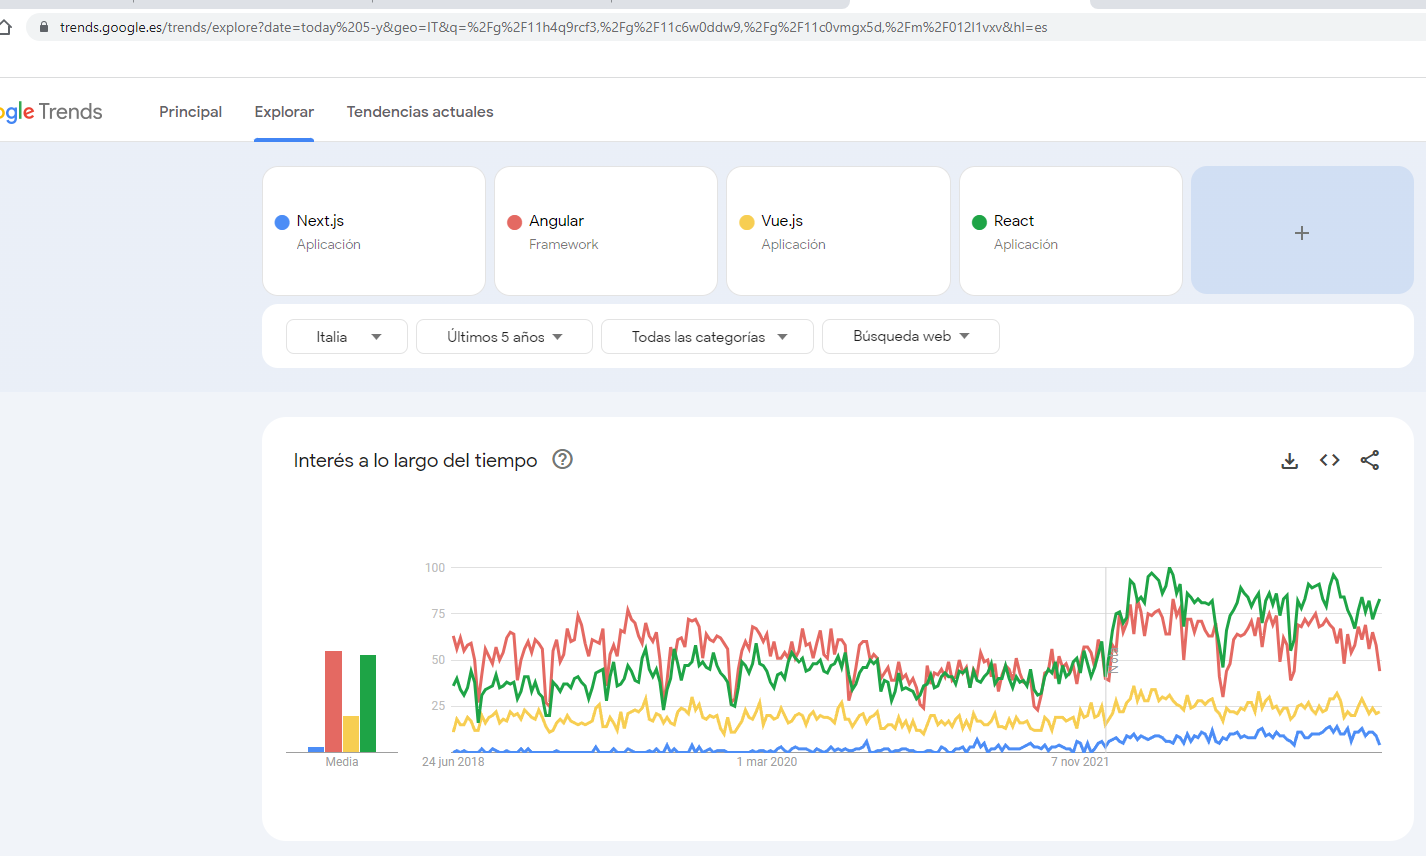 trends.google.es/trends/explore?date=today%205-y&geo=IT&q=%2Fg%2F11h4q9rcf3,%2Fg%2F11c6w0ddw9,%2Fg%2F11c0vmgx5d,%2Fm%2F012l1vxv&hl=es
ogle Trends
Principal
Explorar
Tendencias actuales
Next.js
Aplicación
Angular
Framework
Vue.js
Aplicación
React
Aplicación
+
Italia
Últimos 5 años
Todas las categorías
Búsqueda web
Interés a lo largo del tiempo
?
100
75
50
25
Nota
Media
24 jun 2018
1 mar 2020
7 nov 2021